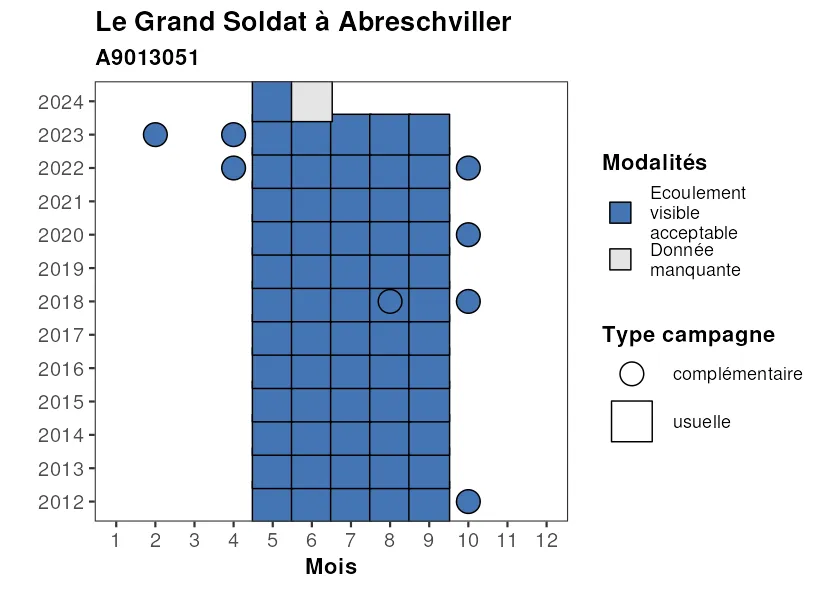 Le Grand Soldat à Abreschviller
A9013051
2024
2023
2022
2021
2020
2019
2018
2017
2016
2015
2014
2013
2012
1 2 3 4 5 6 7 8 9 10 11 12
Mois
Modalités
Ecoulement
visible
acceptable
Donnée
manquante
Type campagne
complémentaire
usuelle